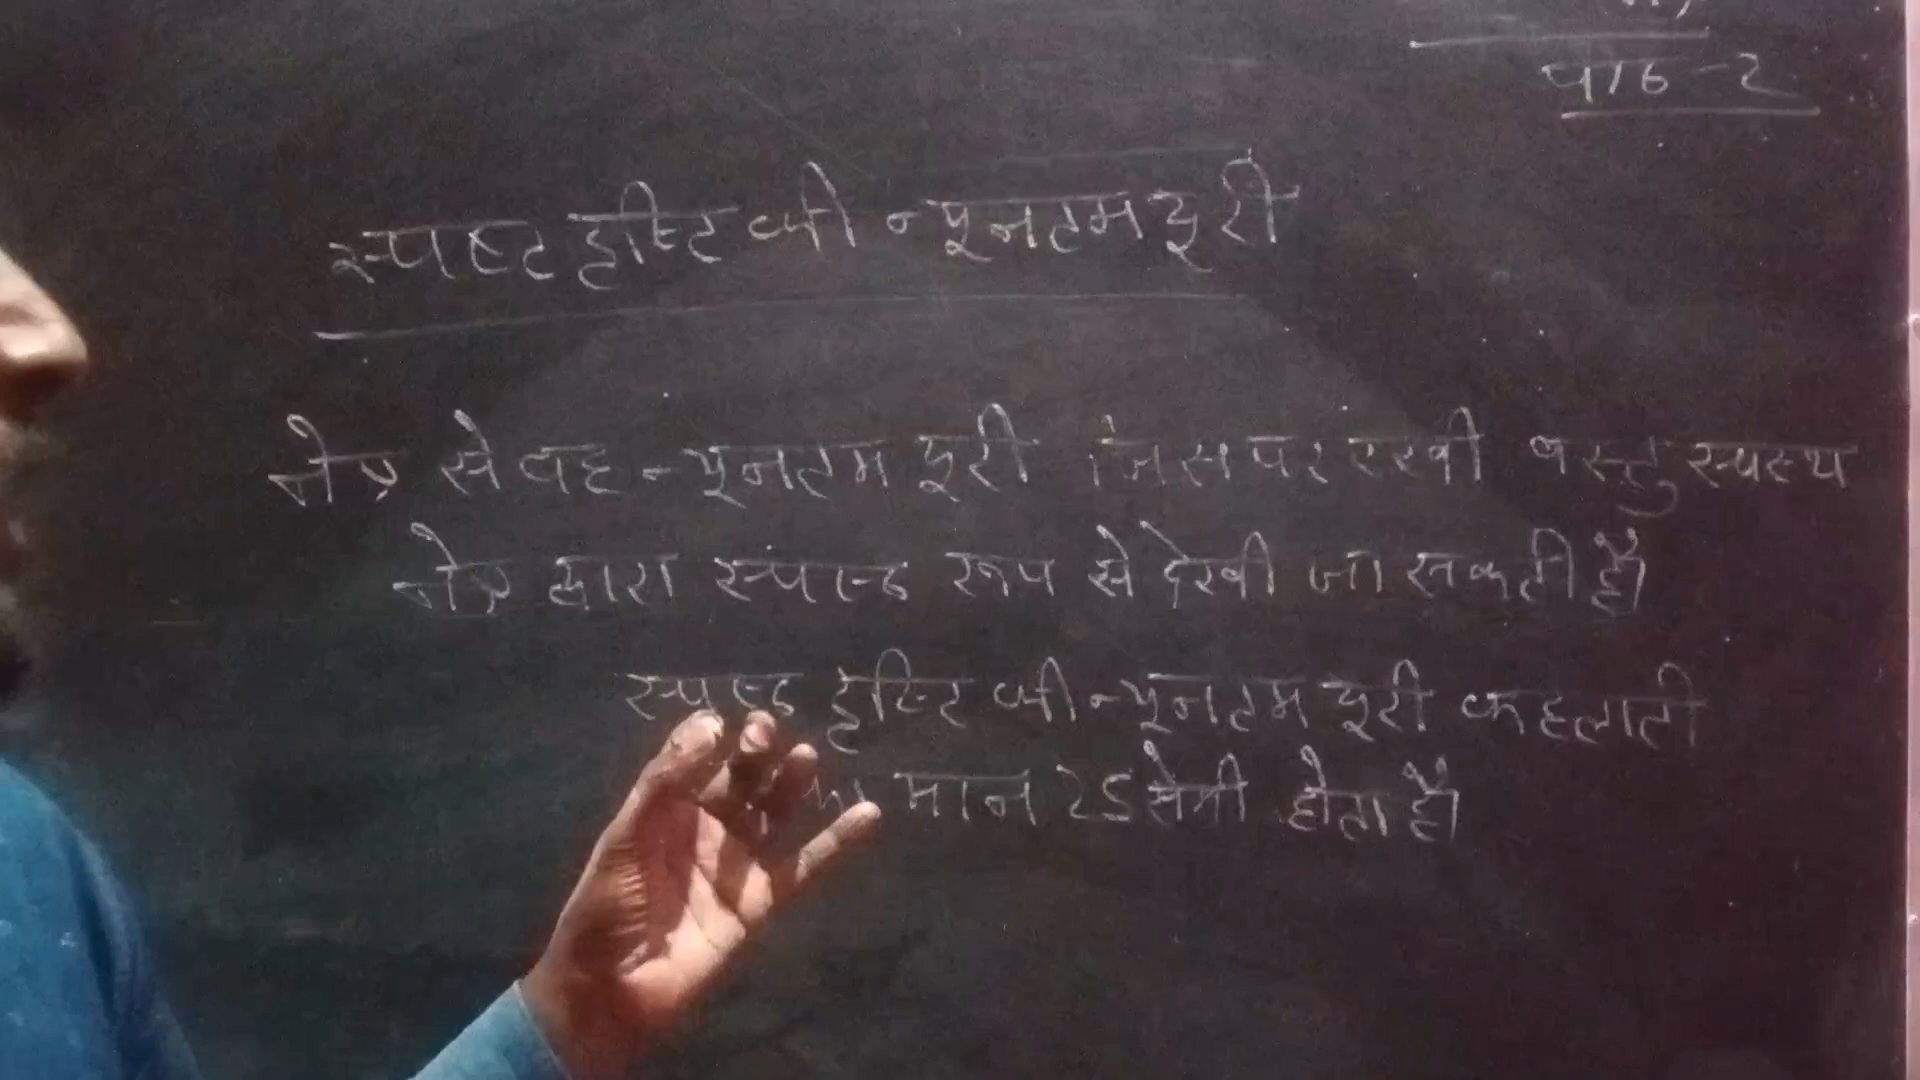 पाठ-2
स्पष्ट दृष्टि की न्यूनतम दूरी
नेत्र से वह न्यूनतम दूरी जिस पर रखी वस्तु स्वस्थ
नेत्र द्वारा स्पष्ट रूप से देखी जा सकती है
स्पष्ट दृष्टि की न्यूनतम दूरी कहलाती
का मान 25 सेमी होता है।